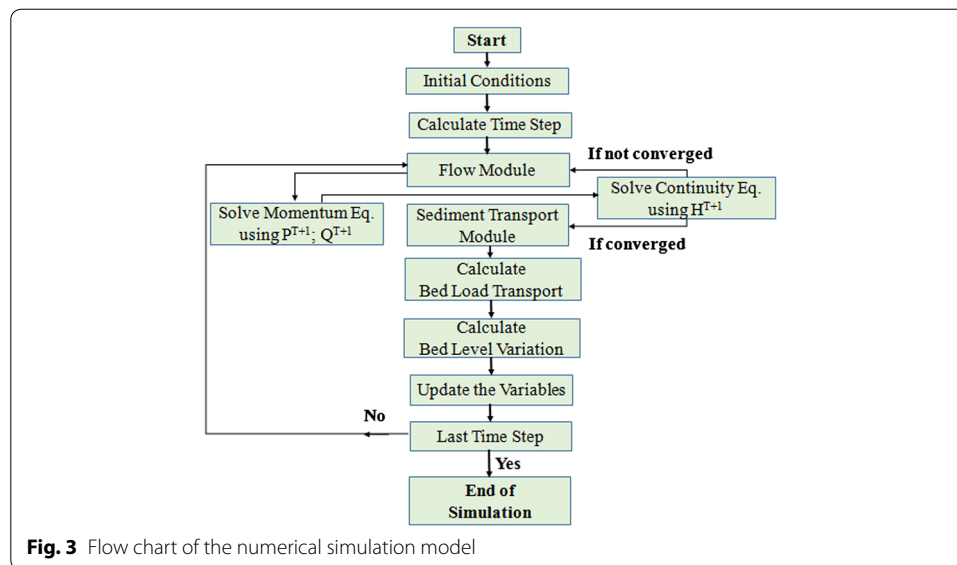 Start
Initial Conditions
Calculate Time Step
If not converged
Flow Module
Solve Momentum Eq.
using P^T+1; Q^T+1
Solve Continuity Eq.
using H^T+1
Sediment Transport
Module
If converged
Calculate
Bed Load Transport
Calculate
Bed Level Variation
Update the Variables
No
Last Time Step
Yes
End of
Simulation
Fig. 3 Flow chart of the numerical simulation model